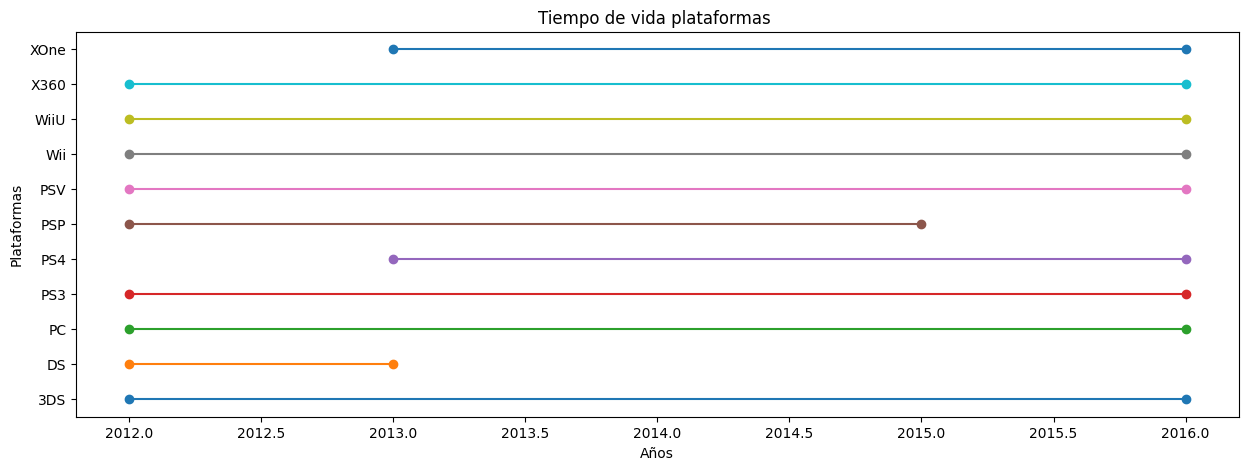 Tiempo de vida plataformas
XOne
X360
WiiU
Wii
PSV
PSP
PS4
PS3
PC
DS
3DS
Plataformas
2012.0 2012.5 2013.0 2013.5 2014.0 2014.5 2015.0 2015.5 2016.0
Años